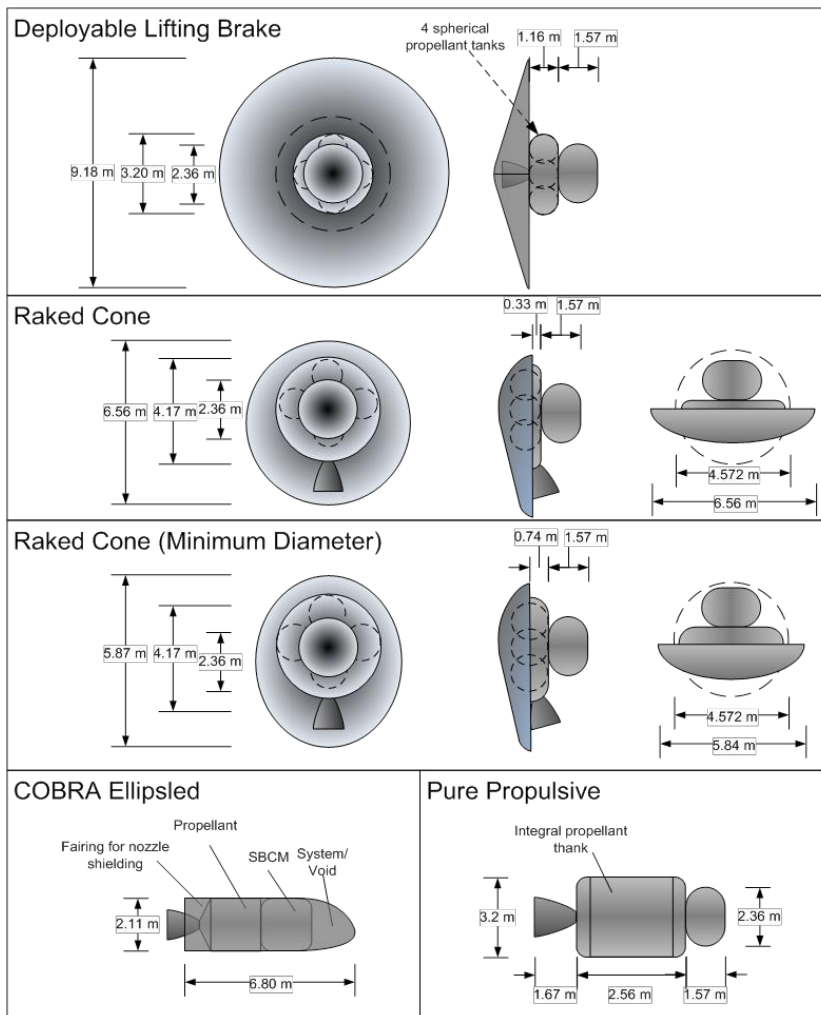 Deployable Lifting Brake
4 spherical
propellant tanks
1.16 m
1.57 m
9.18 m
3.20 m
2.36 m
Raked Cone
0.33 m
1.57 m
6.56 m
4.17 m
2.36 m
4.572 m
6.56 m
Raked Cone (Minimum Diameter)
0.74 m
1.57 m
5.87 m
4.17 m
2.36 m
4.572 m
5.84 m
COBRA Ellipsled
Propellant
Fairing for nozzle
shielding
SBCM
System/
Void
2.11 m
6.80 m
Pure Propulsive
Integral propellant
thank
3.2 m
2.36 m
1.67 m
2.56 m
1.57 m